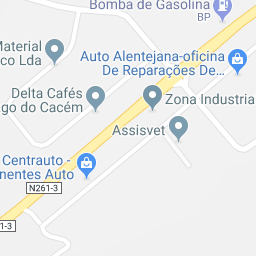 Bomba de Gasolina
BP
Material
co Lda
Auto Alentejana-oficina
De Reparações De…
Delta Cafés
go do Cacém
Zona Industria
Assisvet
Centrauto -
nentes Auto
N261-3
1-3